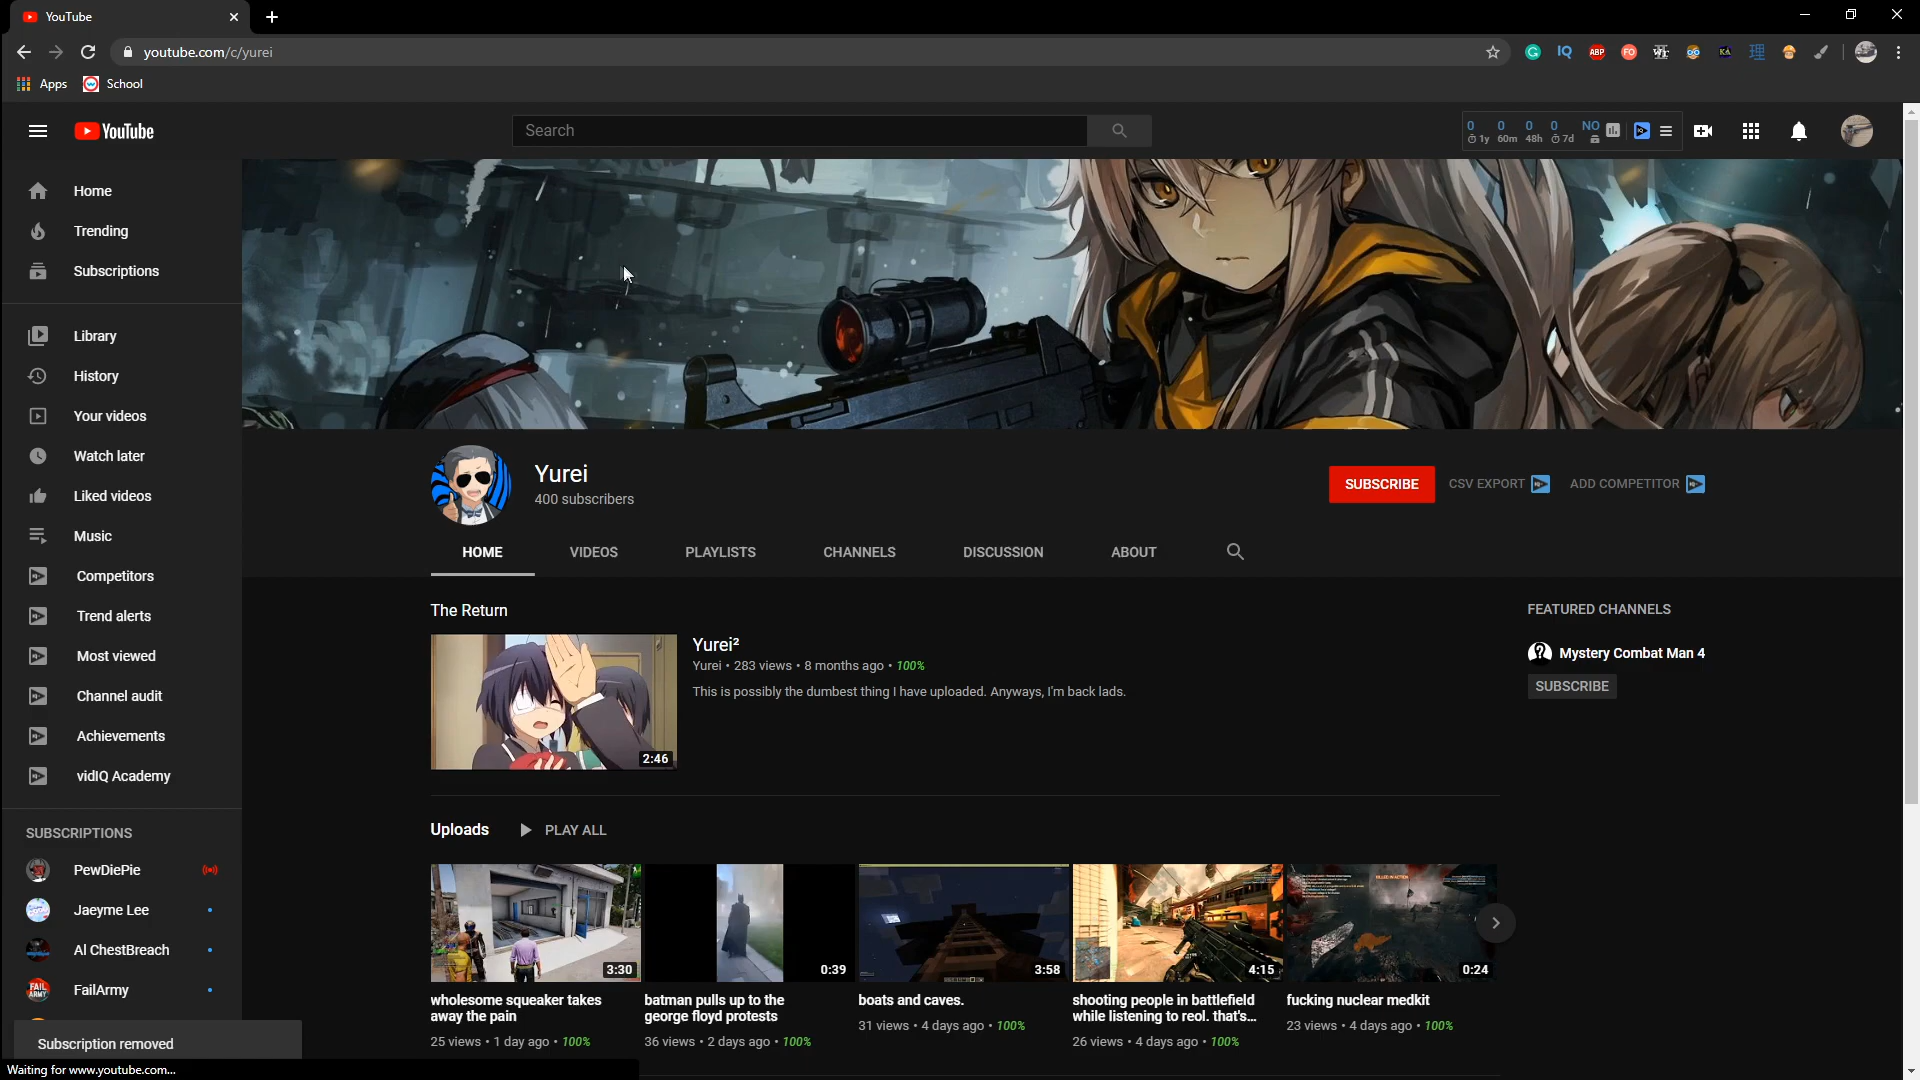 YouTube
youtube.com/c/yurei
ABP
FO
KA
理
Apps
School
YouTube
Search
0 0 0 0 NO
1y 60m 48h 7d
Home
Trending
Subscriptions
Library
History
Your videos
Watch later
Liked videos
Music
Competitors
Trend alerts
Most viewed
Channel audit
Achievements
vidIQ Academy
SUBSCRIPTIONS
PewDiePie
Jaeyme Lee
Al ChestBreach
FailArmy
Subscription removed
Waiting for www.youtube.com...
Yurei
400 subscribers
SUBSCRIBE
CSV EXPORT
ADD COMPETITOR
HOME
VIDEOS
PLAYLISTS
CHANNELS
DISCUSSION
ABOUT
The Return
2:46
Yurei²
Yurei • 283 views • 8 months ago • 100%
This is possibly the dumbest thing I have uploaded. Anyways, I'm back lads.
FEATURED CHANNELS
Mystery Combat Man 4
SUBSCRIBE
Uploads
PLAY ALL
3:30
wholesome squeaker takes
away the pain
25 views • 1 day ago • 100%
0:39
batman pulls up to the
george floyd protests
36 views • 2 days ago • 100%
3:58
boats and caves.
31 views • 4 days ago • 100%
4:15
shooting people in battlefield
while listening to reol. that's...
26 views • 4 days ago • 100%
KILLED IN ACTION
0:24
fucking nuclear medkit
23 views • 4 days ago • 100%